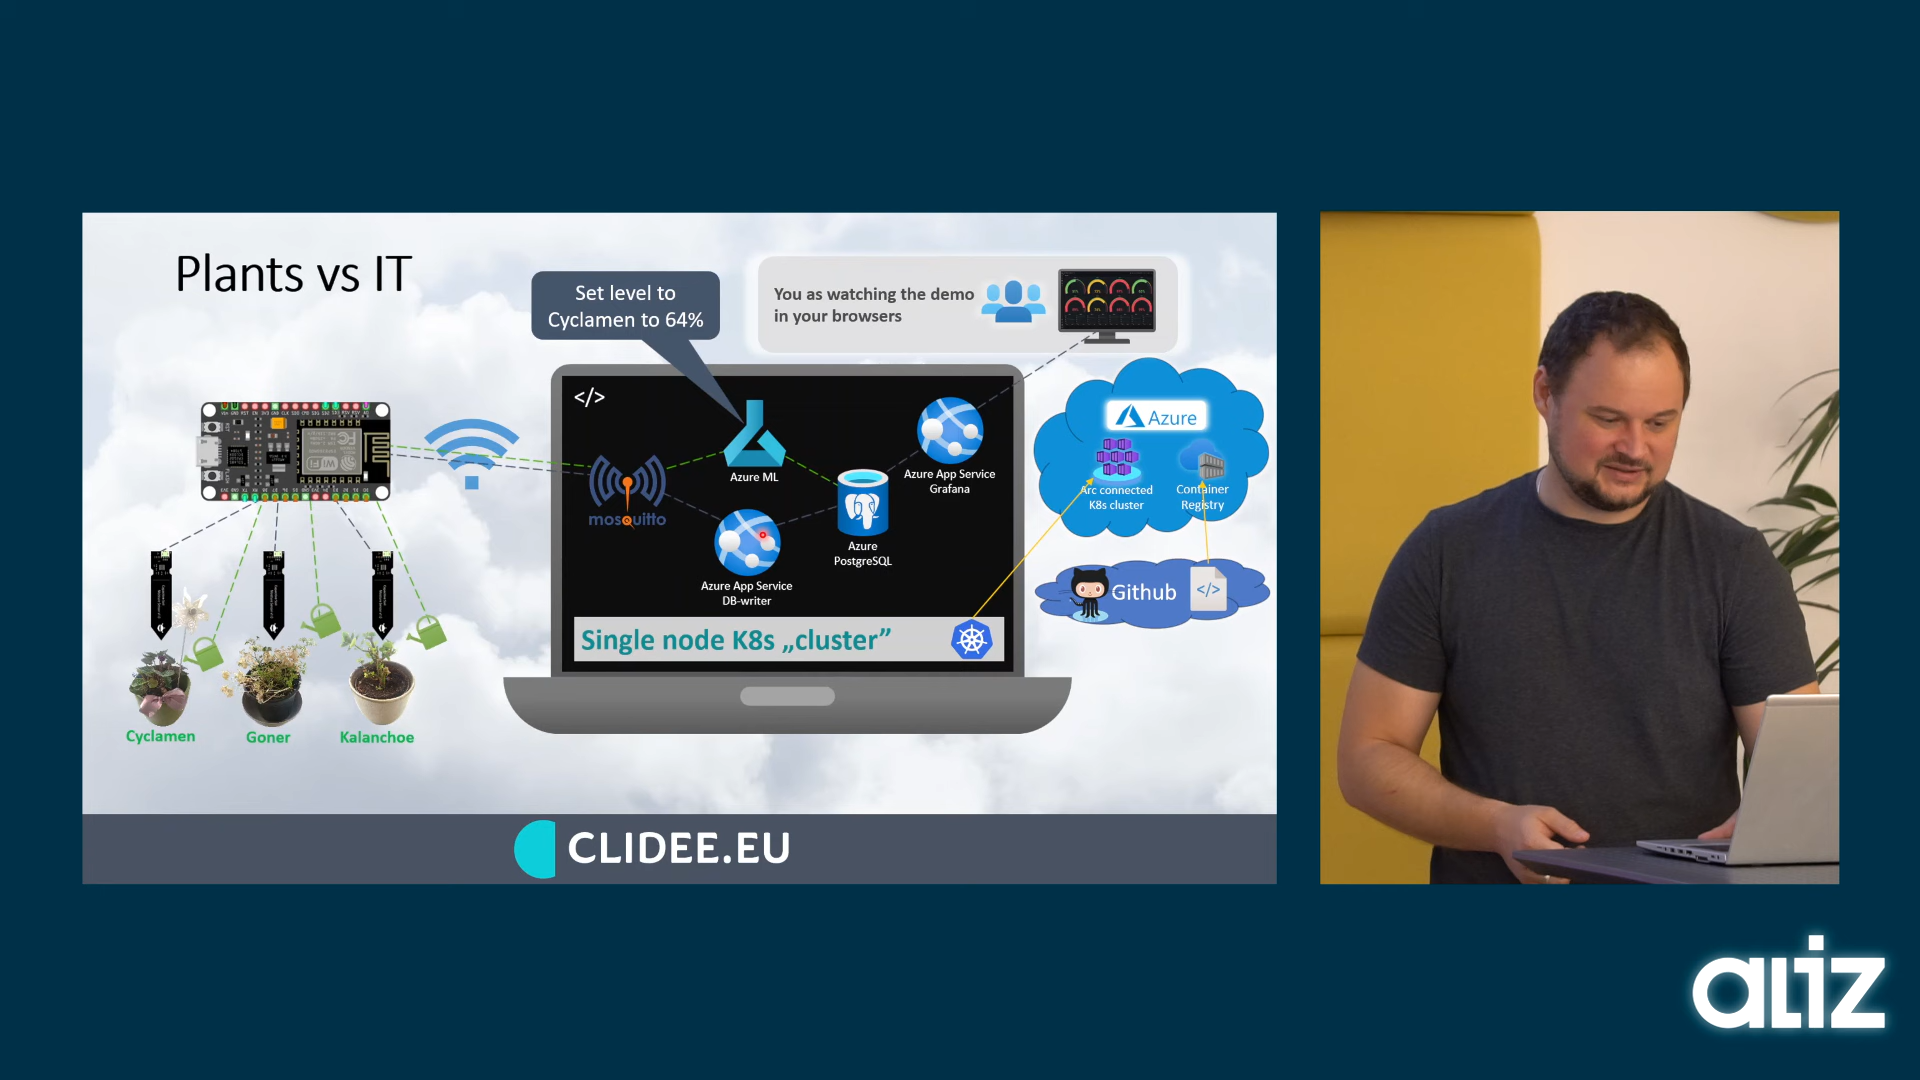 Plants vs IT
Set level to
Cyclamen to 64%
You as watching the demo
in your browsers
</>
Azure ML
Azure App Service
Grafana
mosquitto
Azure
PostgreSQL
Azure App Service
DB-writer
Single node K8s „cluster”
Azure
Arc connected
K8s cluster
Container
Registry
Github
</>
Cyclamen
Goner
Kalanchoe
CLIDEE.EU
aLiz